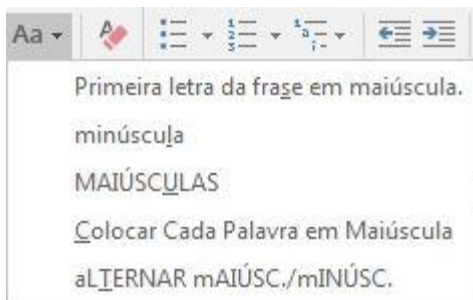 Aa
Primeira letra da frase em maiúscula.
minúscula
MAIÚSCULAS
Colocar Cada Palavra em Maiúscula
aLTERNAR mAIÚSC./mINÚSC.